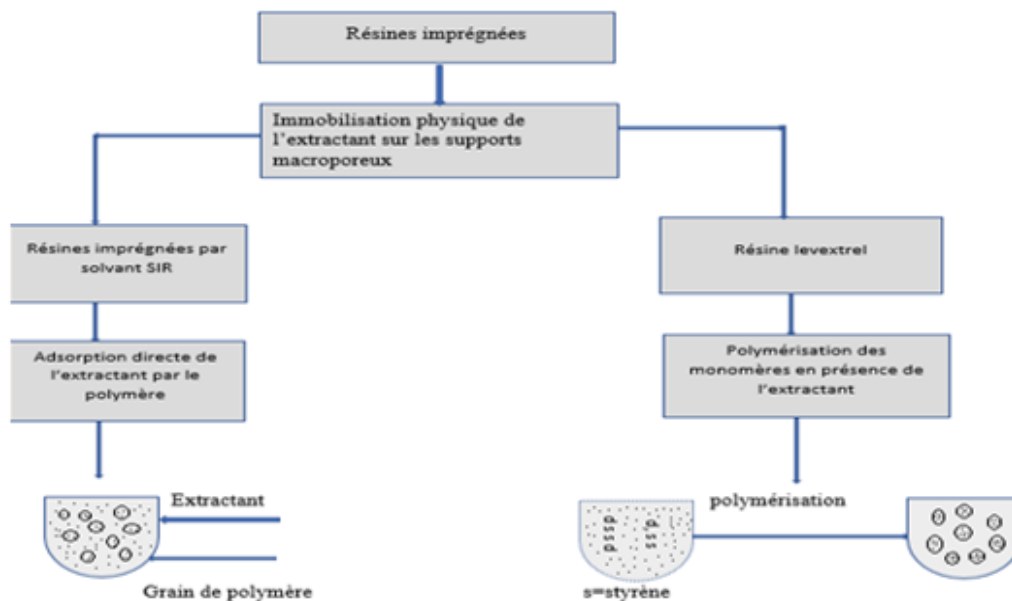 Résines imprégnées
Immobilisation physique de
l'extractant sur les supports
macroporeux
Résines imprégnées par
solvant SIR
Résine levextrel
Adsorption directe de
l'extractant par le
polymère
Polymérisation des
monomères en présence de
l'extractant
Extractant
polymérisation
Grain de polymère
s=styrène